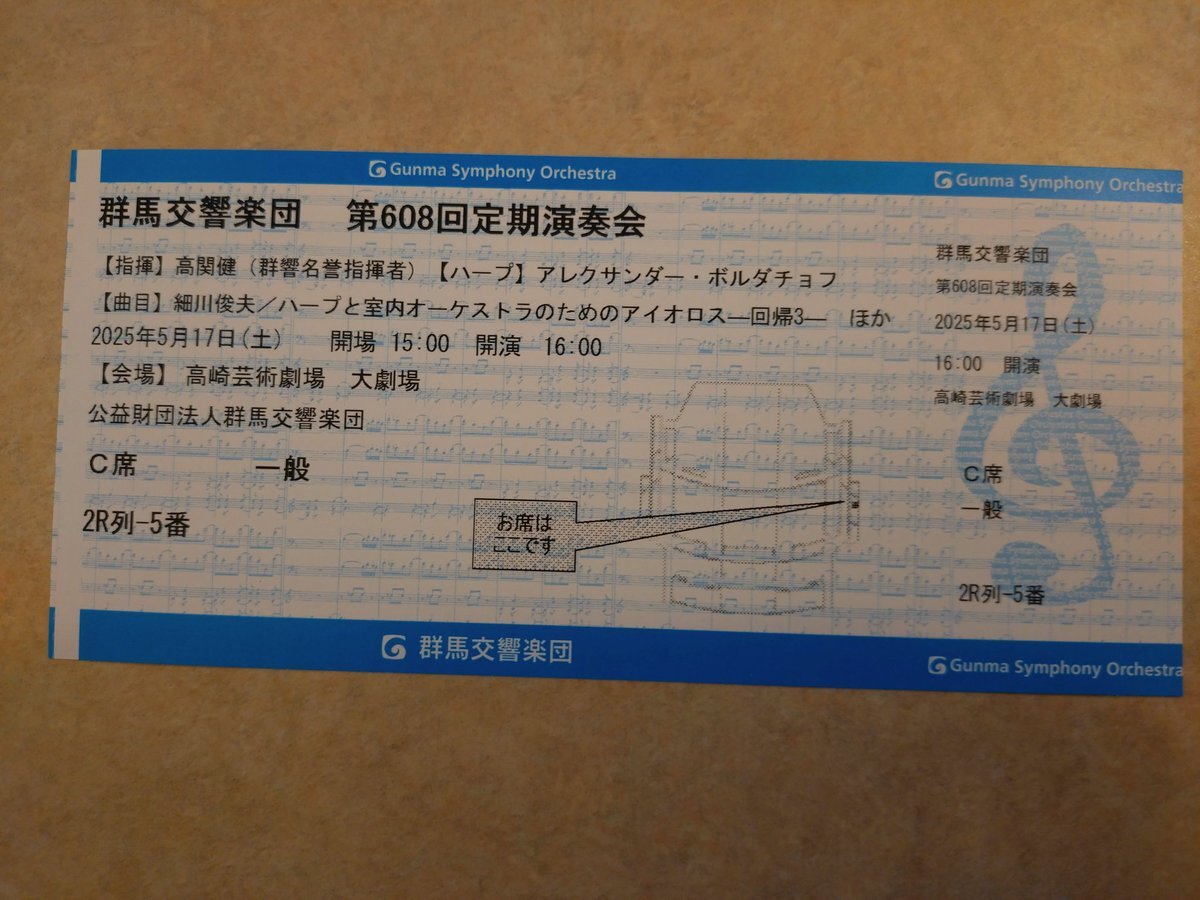 Gunma Symphony Orchestra
群馬交響楽団 第608回定期演奏会
【指揮】高関健（群響名誉指揮者）【ハープ】アレクサンダー・ボルダチョフ
【曲目】細川俊夫／ハープと室内オーケストラのためのアイオロス―回帰3― ほか
2025年5月17日(土) 開場 15:00 開演 16:00
【会場】 高崎芸術劇場 大劇場
公益財団法人群馬交響楽団
C席 一般
2R列-5番
お席は
ここです
群馬交響楽団
Gunma Symphony Orchestra
群馬交響楽団
第608回定期演奏会
2025年5月17日(土)
16:00 開演
高崎芸術劇場 大劇場
C席
一般
2R列-5番
Gunma Symphony Orchestra